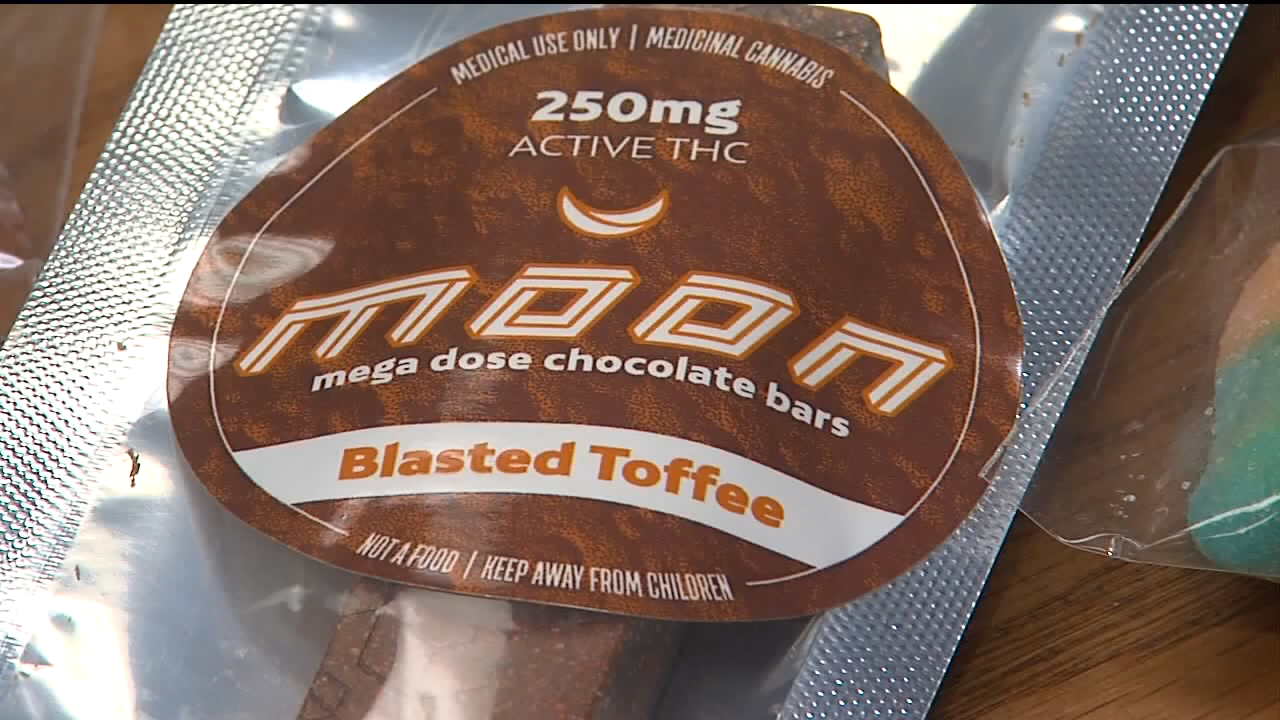 MEDICAL USE ONLY | MEDICINAL CANNABIS
250mg
ACTIVE THC
moon
mega dose chocolate bars
Blasted Toffee
NOT A FOOD | KEEP AWAY FROM CHILDREN